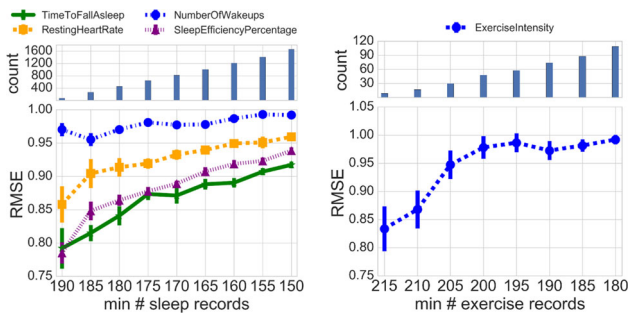 TimeToFallAsleep NumberOfWakeups
RestingHeartRate SleepEfficiencyPercentage
ExerciseIntensity
count
1600
1200
800
400
RMSE
1.00
0.95
0.90
0.85
0.80
0.75
190 185 180 175 170 165 160 155 150
min # sleep records
count
120
90
60
30
0
RMSE
1.05
1.00
0.95
0.90
0.85
0.80
0.75
215 210 205 200 195 190 185 180
min # exercise records